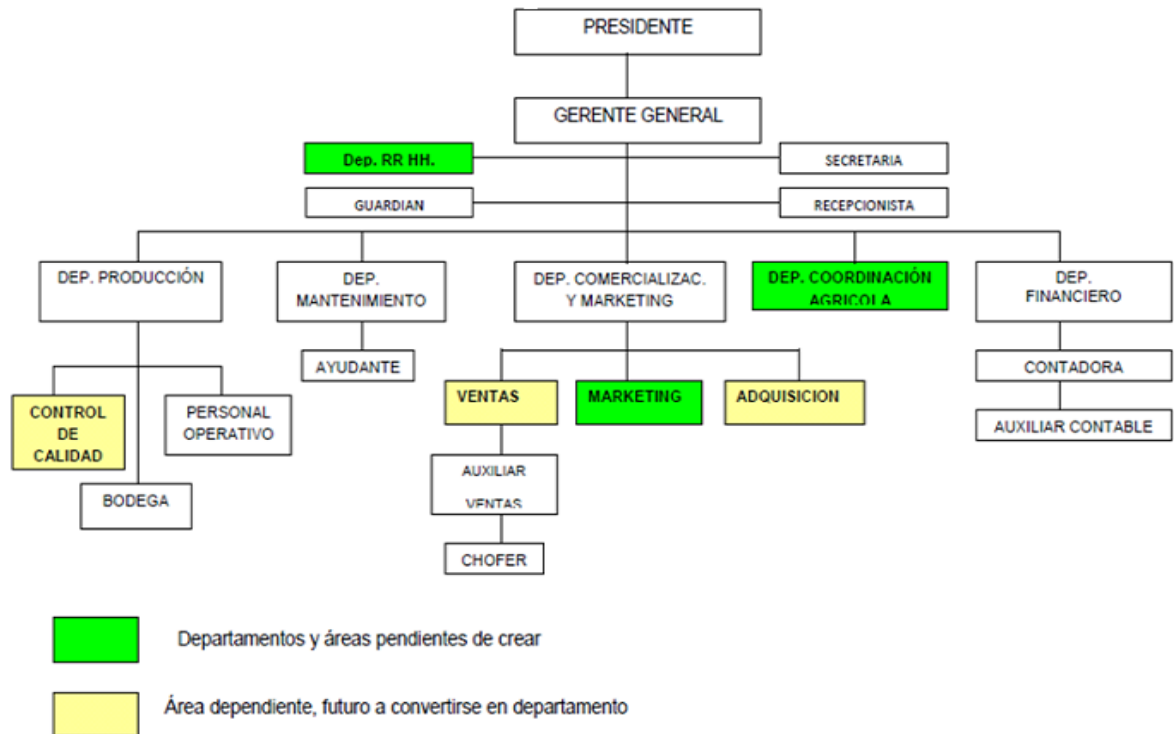 PRESIDENTE
GERENTE GENERAL
Dep. RR HH.
SECRETARIA
GUARDIAN
RECEPCIONISTA
DEP. PRODUCCIÓN
DEP.
MANTENIMIENTO
DEP. COMERCIALIZAC.
Y MARKETING
DEP. COORDINACIÓN
AGRICOLA
DEP.
FINANCIERO
AYUDANTE
CONTADORA
CONTROL
DE
CALIDAD
PERSONAL
OPERATIVO
VENTAS
MARKETING
ADQUISICION
AUXILIAR CONTABLE
BODEGA
AUXILIAR
VENTAS
CHOFER
Departamentos y áreas pendientes de crear
Área dependiente, futuro a convertirse en departamento